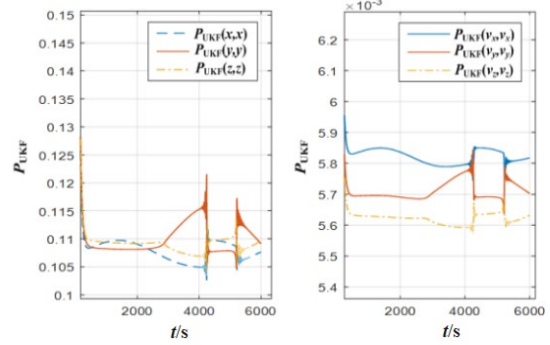 0.15
0.145
0.14
0.135
0.13
0.125
0.12
0.115
0.11
0.105
0.1
P_UKF
P_UKF(x,x)
P_UKF(y,y)
P_UKF(z,z)
0 2000 4000 6000
t/s
×10⁻³
6.2
6.1
6
5.9
5.8
5.7
5.6
5.5
5.4
P_UKF
P_UKF(v_x,v_x)
P_UKF(v_y,v_y)
P_UKF(v_z,v_z)
0 2000 4000 6000
t/s